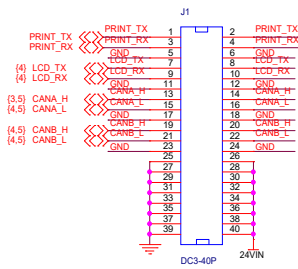 J1
PRINT_TX 1 2 PRINT_TX
PRINT_RX 3 4 PRINT_RX
GND 5 6 GND
{4} LCD_TX LCD_TX 7 8 LCD_TX
{4} LCD_RX LCD_RX 9 10 LCD_RX
GND 11 12 GND
{3,5} CANA_H CANA_H 13 14 CANA_H
{4,5} CANA_L CANA_L 15 16 CANA_L
GND 17 18 GND
{4,5} CANB_H CANB_H 19 20 CANB_H
{4,5} CANB_L CANB_L 21 22 CANB_L
GND 23 24 GND
25 26
27 28
29 30
31 32
33 34
35 36
37 38
39 40
24VIN
DC3-40P